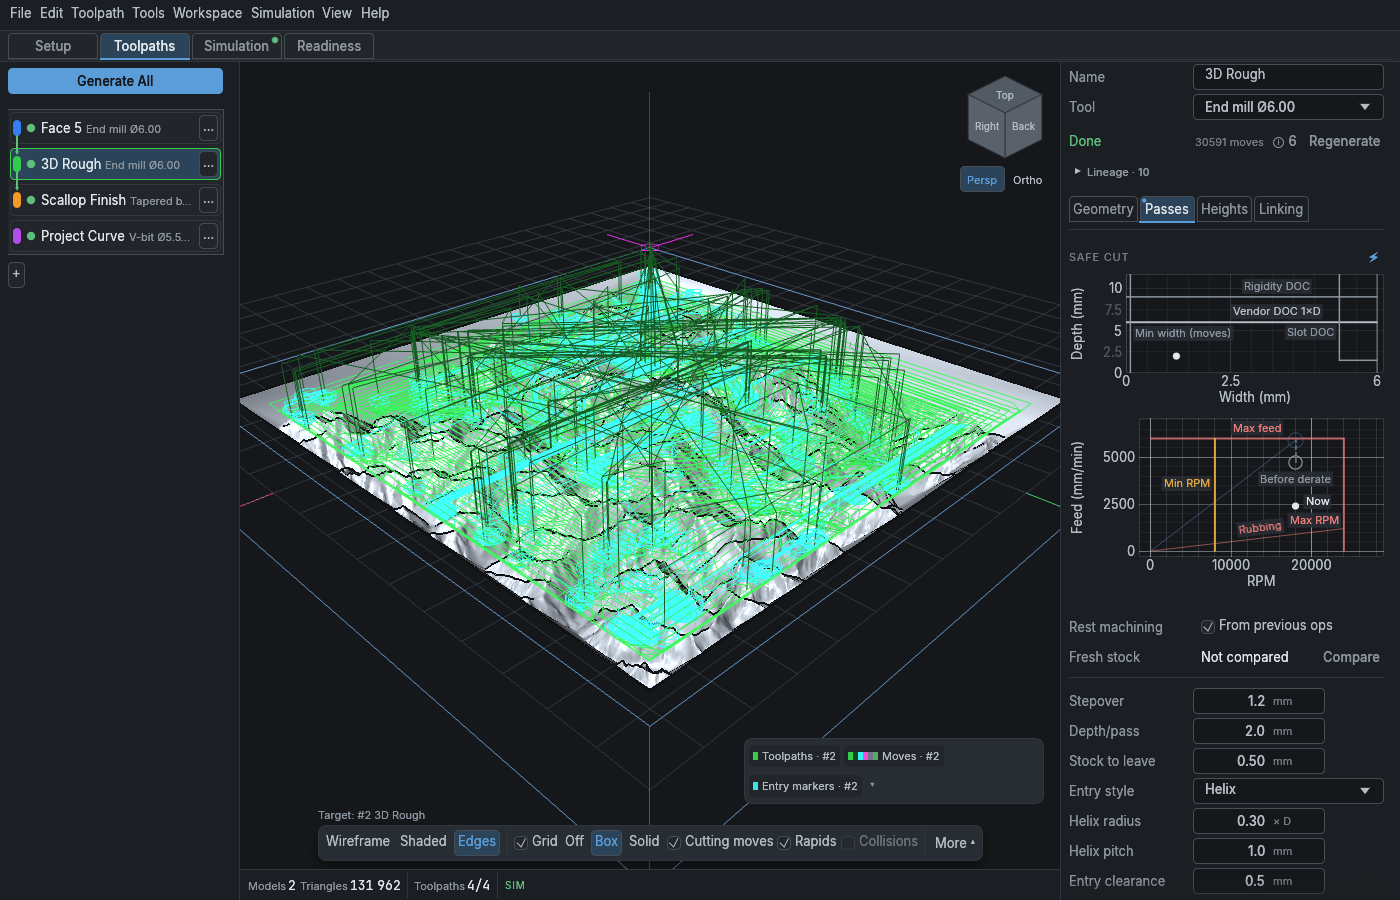 File Edit Toolpath Tools Workspace Simulation View Help
Setup Toolpaths Simulation Readiness
Generate All
Face 5 End mill Ø6.00 ...
3D Rough End mill Ø6.00 ...
Scallop Finish Tapered b... ...
Project Curve V-bit Ø5.5... ...
+
Top
Right Back
Persp Ortho
Toolpaths · #2 Moves · #2
Entry markers · #2
Target: #2 3D Rough
Wireframe Shaded Edges Grid Off Box Solid Cutting moves Rapids Collisions More
Models 2 Triangles 131 962 Toolpaths 4/4 SIM
Name 3D Rough
Tool End mill Ø6.00
Done 30591 moves 6 Regenerate
Lineage · 10
Geometry Passes Heights Linking
SAFE CUT
Depth (mm)
10
7.5
5
2.5
0
Rigidity DOC
Vendor DOC 1×D
Min width (moves) Slot DOC
0 2.5 6
Width (mm)
Feed (mm/min)
5000
2500
0
Max feed
Min RPM
Before derate
Now
Rubbing Max RPM
0 10000 20000
RPM
Rest machining From previous ops
Fresh stock Not compared Compare
Stepover 1.2 mm
Depth/pass 2.0 mm
Stock to leave 0.50 mm
Entry style Helix
Helix radius 0.30 × D
Helix pitch 1.0 mm
Entry clearance 0.5 mm